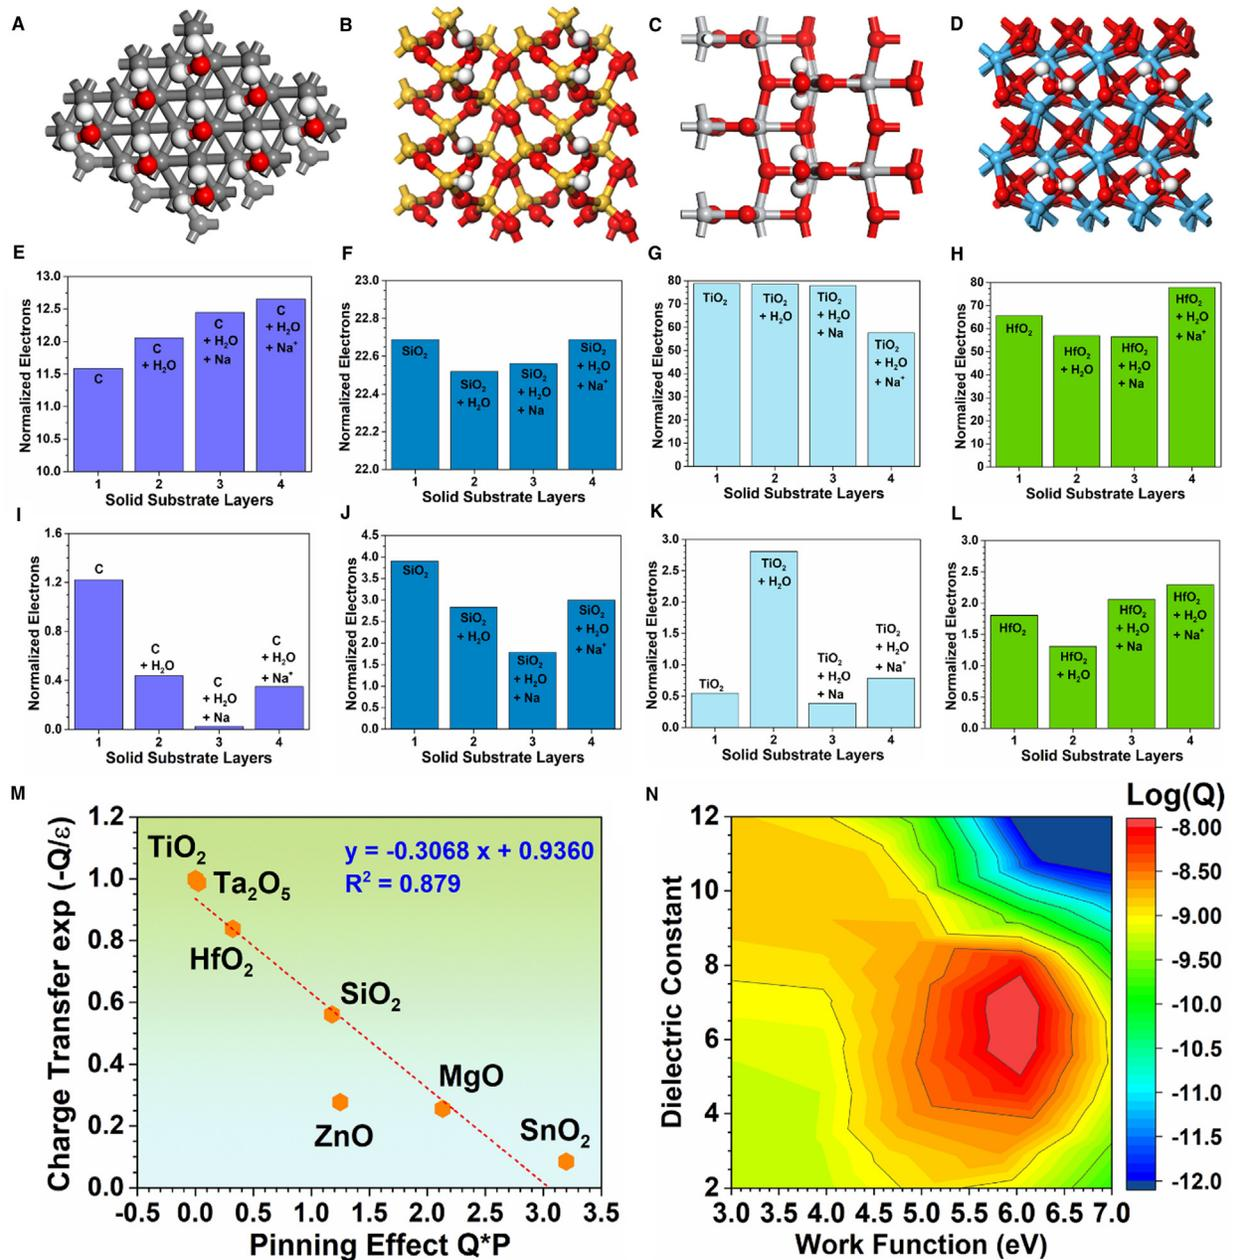 A
B
C
D
E
Normalized Electrons
13.0
12.5
12.0
11.5
11.0
10.5
10.0
C
C
+ H₂O
C
+ H₂O
+ Na
C
+ H₂O
+ Na⁺
1 2 3 4
Solid Substrate Layers
F
Normalized Electrons
23.0
22.8
22.6
22.4
22.2
22.0
SiO₂
SiO₂
+ H₂O
SiO₂
+ H₂O
+ Na
SiO₂
+ H₂O
+ Na⁺
1 2 3 4
Solid Substrate Layers
G
Normalized Electrons
80
70
60
50
40
30
20
10
0
TiO₂
TiO₂
+ H₂O
TiO₂
+ H₂O
+ Na
TiO₂
+ H₂O
+ Na⁺
1 2 3 4
Solid Substrate Layers
H
Normalized Electrons
80
70
60
50
40
30
20
10
0
HfO₂
HfO₂
+ H₂O
HfO₂
+ H₂O
+ Na
HfO₂
+ H₂O
+ Na⁺
1 2 3 4
Solid Substrate Layers
I
Normalized Electrons
1.6
1.2
0.8
0.4
0.0
C
C
+ H₂O
C
+ H₂O
+ Na
C
+ H₂O
+ Na⁺
1 2 3 4
Solid Substrate Layers
J
Normalized Electrons
4.5
4.0
3.5
3.0
2.5
2.0
1.5
1.0
0.5
0.0
SiO₂
SiO₂
+ H₂O
SiO₂
+ H₂O
+ Na
SiO₂
+ H₂O
+ Na⁺
1 2 3 4
Solid Substrate Layers
K
Normalized Electrons
3.0
2.5
2.0
1.5
1.0
0.5
0.0
TiO₂
TiO₂
+ H₂O
TiO₂
+ H₂O
+ Na
TiO₂
+ H₂O
+ Na⁺
1 2 3 4
Solid Substrate Layers
L
Normalized Electrons
3.0
2.5
2.0
1.5
1.0
0.5
0.0
HfO₂
HfO₂
+ H₂O
HfO₂
+ H₂O
+ Na
HfO₂
+ H₂O
+ Na⁺
1 2 3 4
Solid Substrate Layers
M
Charge Transfer exp (-Q/ε)
1.2
1.0
0.8
0.6
0.4
0.2
0.0
y = -0.3068 x + 0.9360
R² = 0.879
TiO₂
Ta₂O₅
HfO₂
SiO₂
MgO
ZnO
SnO₂
-0.5 0.0 0.5 1.0 1.5 2.0 2.5 3.0 3.5
Pinning Effect Q*P
N
Dielectric Constant
12
10
8
6
4
2
3.0 3.5 4.0 4.5 5.0 5.5 6.0 6.5 7.0
Work Function (eV)
Log(Q)
-8.00
-8.50
-9.00
-9.50
-10.0
-10.5
-11.0
-11.5
-12.0